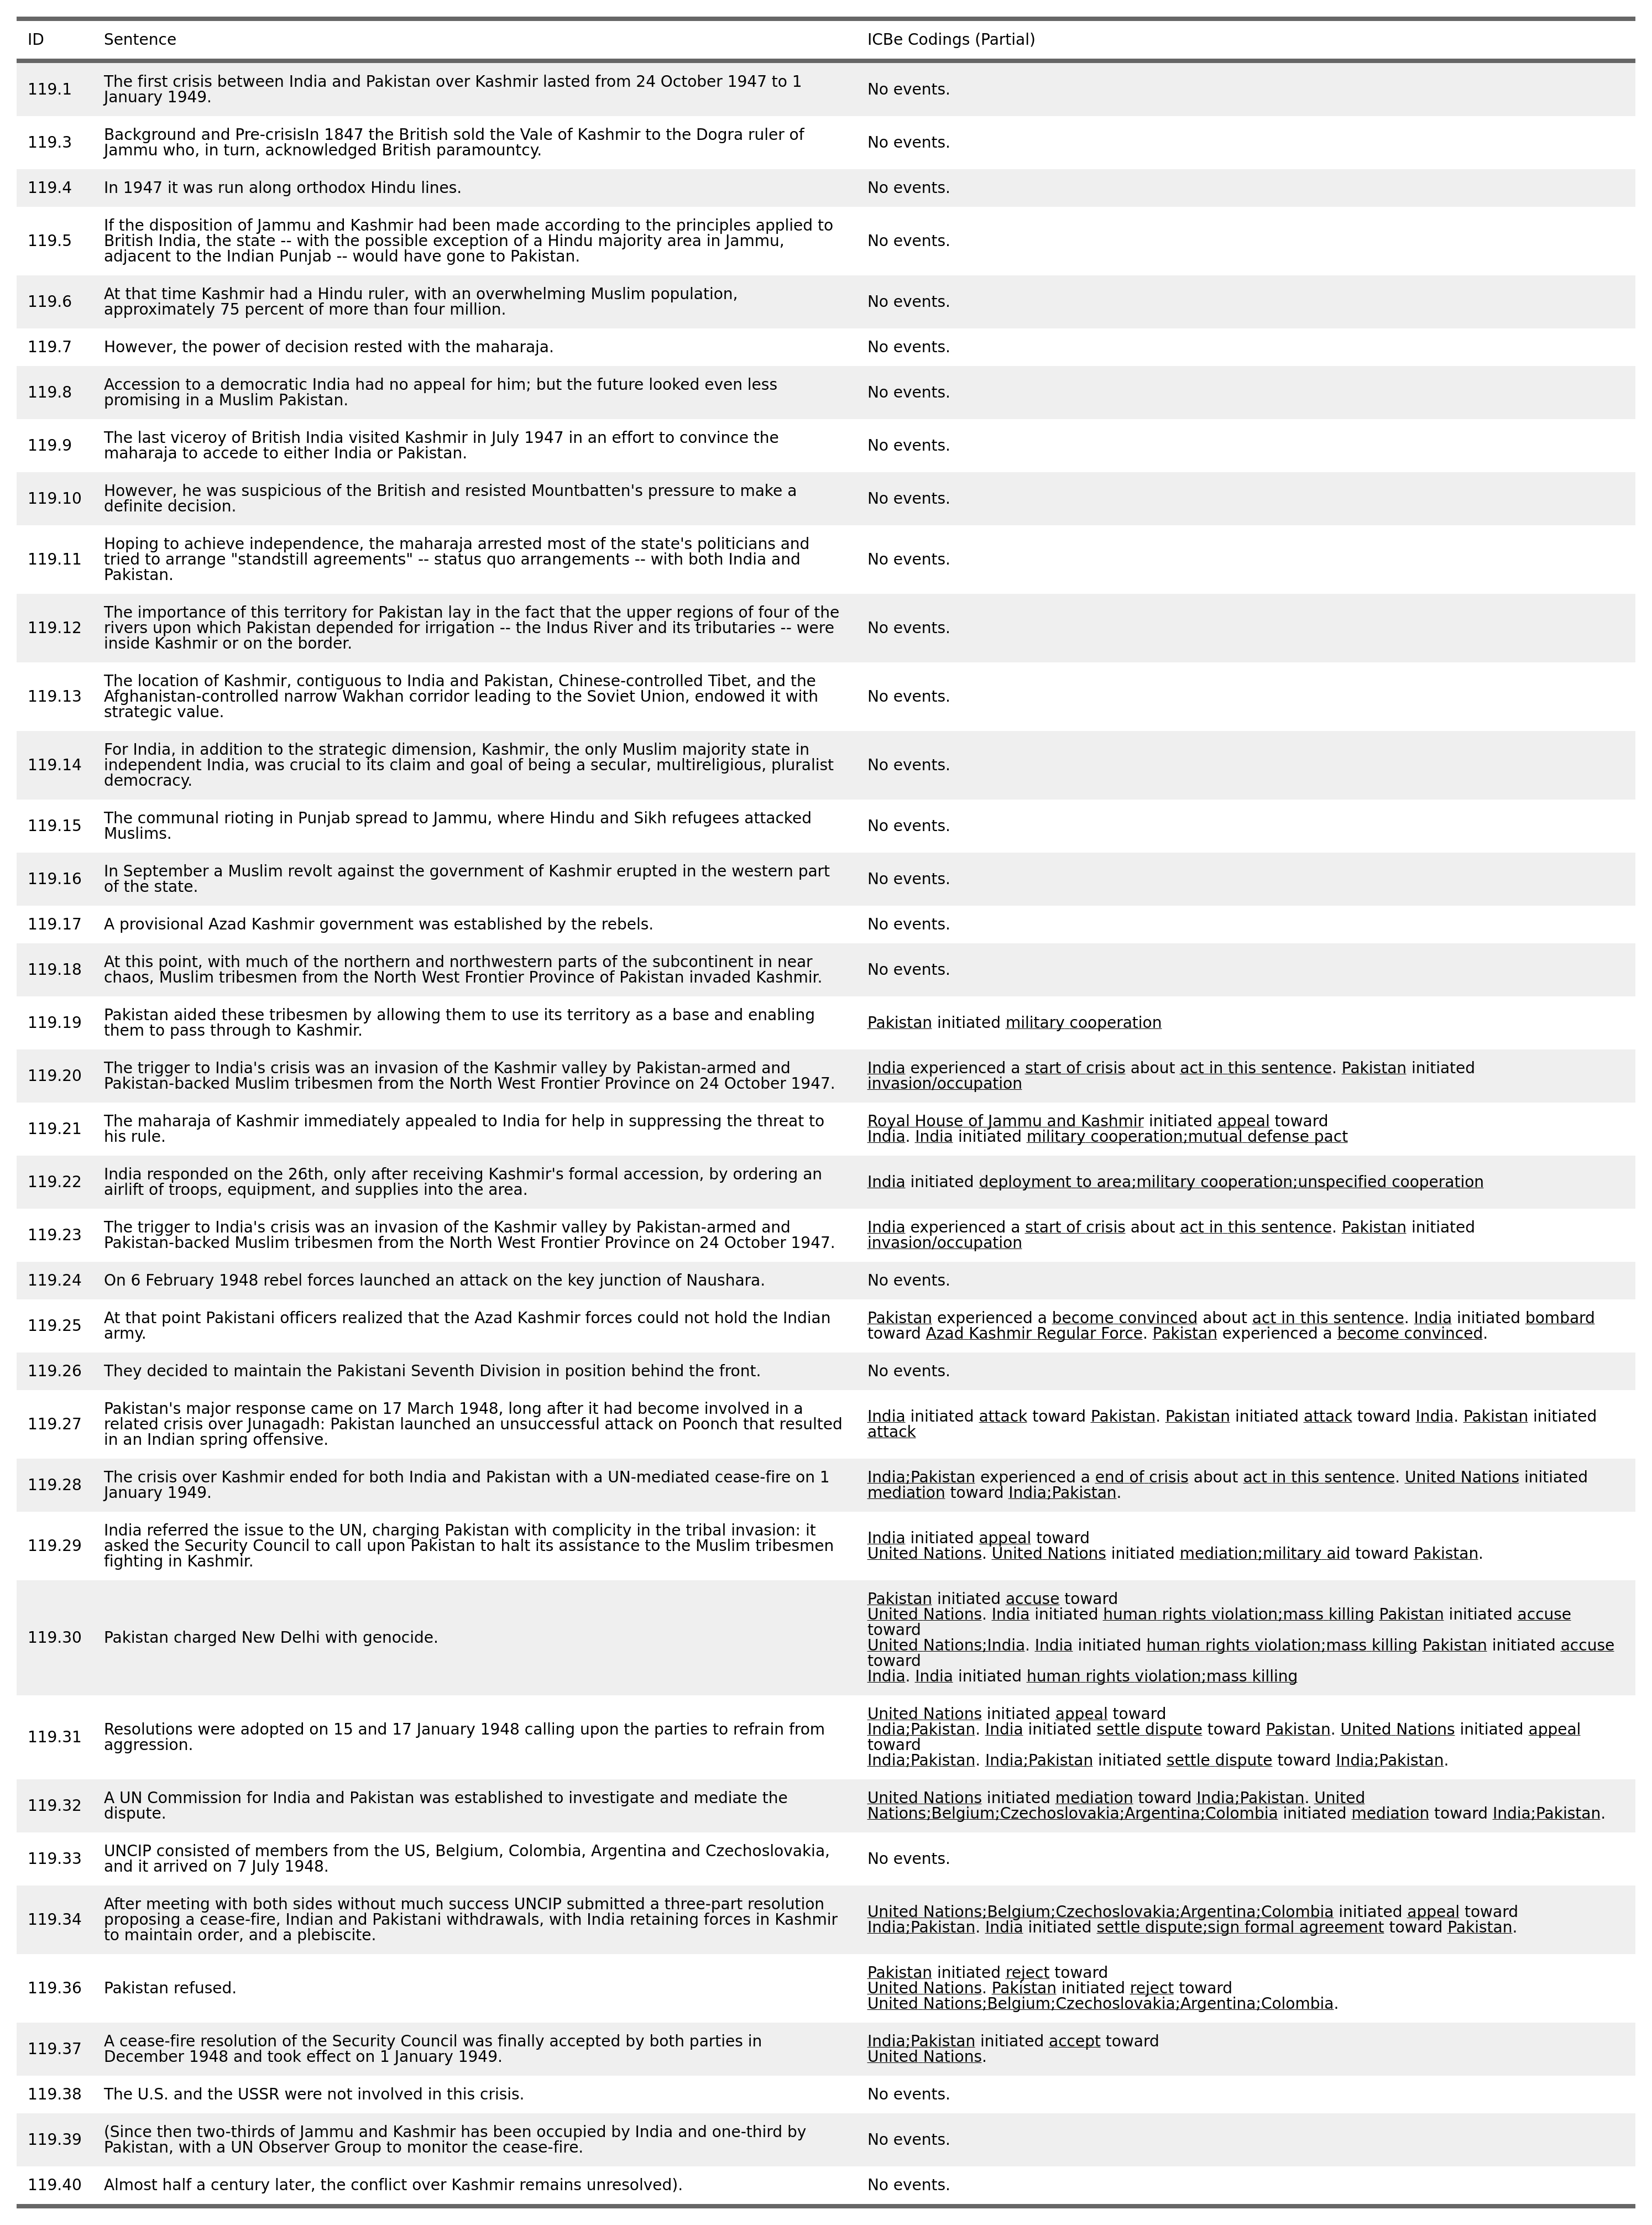 ID Sentence ICBe Codings (Partial)
119.1 The first crisis between India and Pakistan over Kashmir lasted from 24 October 1947 to 1
January 1949. No events.
119.3 Background and Pre-crisisIn 1847 the British sold the Vale of Kashmir to the Dogra ruler of
Jammu who, in turn, acknowledged British paramountcy. No events.
119.4 In 1947 it was run along orthodox Hindu lines. No events.
119.5 If the disposition of Jammu and Kashmir had been made according to the principles applied to
British India, the state -- with the possible exception of a Hindu majority area in Jammu,
adjacent to the Indian Punjab -- would have gone to Pakistan. No events.
119.6 At that time Kashmir had a Hindu ruler, with an overwhelming Muslim population,
approximately 75 percent of more than four million. No events.
119.7 However, the power of decision rested with the maharaja. No events.
119.8 Accession to a democratic India had no appeal for him; but the future looked even less
promising in a Muslim Pakistan. No events.
119.9 The last viceroy of British India visited Kashmir in July 1947 in an effort to convince the
maharaja to accede to either India or Pakistan. No events.
119.10 However, he was suspicious of the British and resisted Mountbatten's pressure to make a
definite decision. No events.
119.11 Hoping to achieve independence, the maharaja arrested most of the state's politicians and
tried to arrange "standstill agreements" -- status quo arrangements -- with both India and
Pakistan. No events.
119.12 The importance of this territory for Pakistan lay in the fact that the upper regions of four of the
rivers upon which Pakistan depended for irrigation -- the Indus River and its tributaries -- were
inside Kashmir or on the border. No events.
119.13 The location of Kashmir, contiguous to India and Pakistan, Chinese-controlled Tibet, and the
Afghanistan-controlled narrow Wakhan corridor leading to the Soviet Union, endowed it with
strategic value. No events.
119.14 For India, in addition to the strategic dimension, Kashmir, the only Muslim majority state in
independent India, was crucial to its claim and goal of being a secular, multireligious, pluralist
democracy. No events.
119.15 The communal rioting in Punjab spread to Jammu, where Hindu and Sikh refugees attacked
Muslims. No events.
119.16 In September a Muslim revolt against the government of Kashmir erupted in the western part
of the state. No events.
119.17 A provisional Azad Kashmir government was established by the rebels. No events.
119.18 At this point, with much of the northern and northwestern parts of the subcontinent in near
chaos, Muslim tribesmen from the North West Frontier Province of Pakistan invaded Kashmir. No events.
119.19 Pakistan aided these tribesmen by allowing them to use its territory as a base and enabling
them to pass through to Kashmir. Pakistan initiated military cooperation
119.20 The trigger to India's crisis was an invasion of the Kashmir valley by Pakistan-armed and
Pakistan-backed Muslim tribesmen from the North West Frontier Province on 24 October 1947.
India experienced a start of crisis about act in this sentence. Pakistan initiated
invasion/occupation
119.21 The maharaja of Kashmir immediately appealed to India for help in suppressing the threat to
his rule.
Royal House of Jammu and Kashmir initiated appeal toward
India. India initiated military cooperation;mutual defense pact
119.22 India responded on the 26th, only after receiving Kashmir's formal accession, by ordering an
airlift of troops, equipment, and supplies into the area.
India initiated deployment to area;military cooperation;unspecified cooperation
119.23 The trigger to India's crisis was an invasion of the Kashmir valley by Pakistan-armed and
Pakistan-backed Muslim tribesmen from the North West Frontier Province on 24 October 1947.
India experienced a start of crisis about act in this sentence. Pakistan initiated
invasion/occupation
119.24 On 6 February 1948 rebel forces launched an attack on the key junction of Naushara. No events.
119.25 At that point Pakistani officers realized that the Azad Kashmir forces could not hold the Indian
army.
Pakistan experienced a become convinced about act in this sentence. India initiated bombard
toward Azad Kashmir Regular Force. Pakistan experienced a become convinced.
119.26 They decided to maintain the Pakistani Seventh Division in position behind the front. No events.
119.27 Pakistan's major response came on 17 March 1948, long after it had become involved in a
related crisis over Junagadh: Pakistan launched an unsuccessful attack on Poonch that resulted
in an Indian spring offensive.
India initiated attack toward Pakistan. Pakistan initiated attack toward India. Pakistan initiated
attack
119.28 The crisis over Kashmir ended for both India and Pakistan with a UN-mediated cease-fire on 1
January 1949.
India;Pakistan experienced a end of crisis about act in this sentence. United Nations initiated
mediation toward India;Pakistan.
119.29 India referred the issue to the UN, charging Pakistan with complicity in the tribal invasion: it
asked the Security Council to call upon Pakistan to halt its assistance to the Muslim tribesmen
fighting in Kashmir.
India initiated appeal toward
United Nations. United Nations initiated mediation;military aid toward Pakistan.
119.30 Pakistan charged New Delhi with genocide.
Pakistan initiated accuse toward
United Nations. India initiated human rights violation;mass killing Pakistan initiated accuse
toward
United Nations;India. India initiated human rights violation;mass killing Pakistan initiated accuse
toward
India. India initiated human rights violation;mass killing
119.31 Resolutions were adopted on 15 and 17 January 1948 calling upon the parties to refrain from
aggression.
United Nations initiated appeal toward
India;Pakistan. India initiated settle dispute toward Pakistan. United Nations initiated appeal
toward
India;Pakistan. India;Pakistan initiated settle dispute toward India;Pakistan.
119.32 A UN Commission for India and Pakistan was established to investigate and mediate the
dispute.
United Nations initiated mediation toward India;Pakistan. United
Nations;Belgium;Czechoslovakia;Argentina;Colombia initiated mediation toward India;Pakistan.
119.33 UNCIP consisted of members from the US, Belgium, Colombia, Argentina and Czechoslovakia,
and it arrived on 7 July 1948. No events.
119.34 After meeting with both sides without much success UNCIP submitted a three-part resolution
proposing a cease-fire, Indian and Pakistani withdrawals, with India retaining forces in Kashmir
to maintain order, and a plebiscite.
United Nations;Belgium;Czechoslovakia;Argentina;Colombia initiated appeal toward
India;Pakistan. India initiated settle dispute;sign formal agreement toward Pakistan.
119.36 Pakistan refused.
Pakistan initiated reject toward
United Nations. Pakistan initiated reject toward
United Nations;Belgium;Czechoslovakia;Argentina;Colombia.
119.37 A cease-fire resolution of the Security Council was finally accepted by both parties in
December 1948 and took effect on 1 January 1949.
India;Pakistan initiated accept toward
United Nations.
119.38 The U.S. and the USSR were not involved in this crisis. No events.
119.39 (Since then two-thirds of Jammu and Kashmir has been occupied by India and one-third by
Pakistan, with a UN Observer Group to monitor the cease-fire. No events.
119.40 Almost half a century later, the conflict over Kashmir remains unresolved). No events.